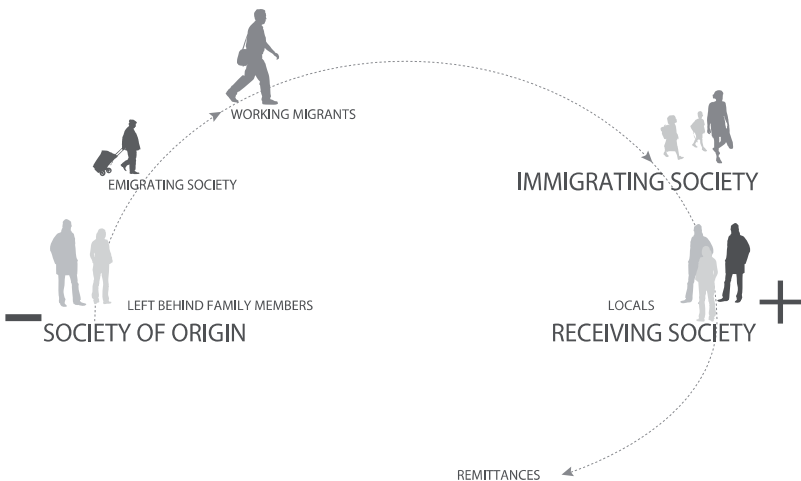 WORKING MIGRANTS
EMIGRATING SOCIETY
IMMIGRATING SOCIETY
LEFT BEHIND FAMILY MEMBERS
LOCALS
SOCIETY OF ORIGIN
RECEIVING SOCIETY
REMITTANCES